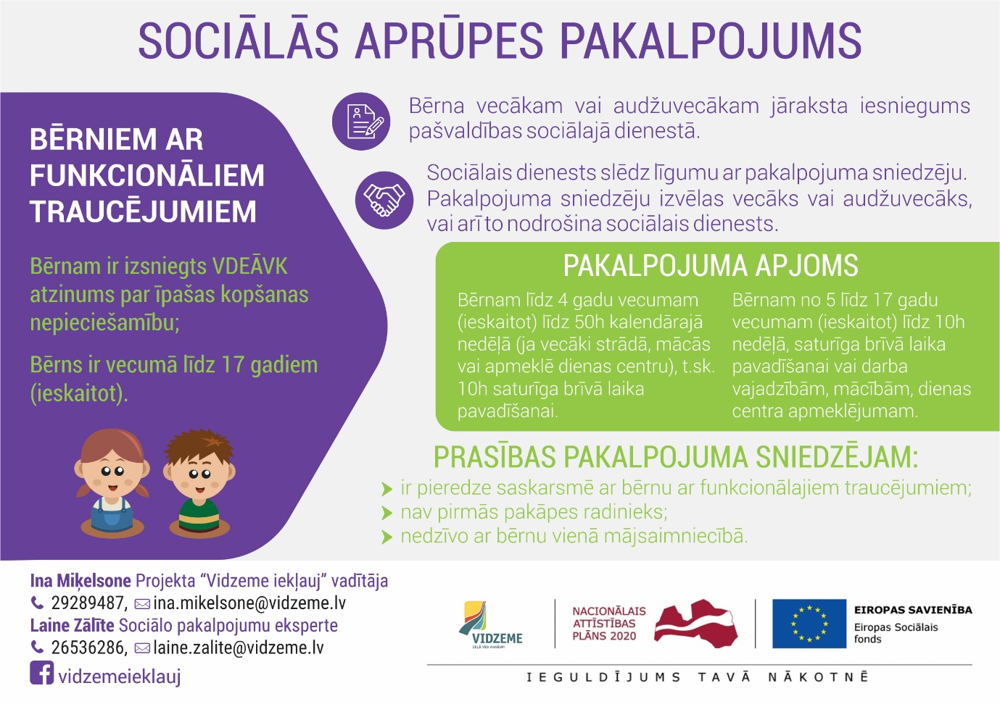 SOCIĀLĀS APRŪPES PAKALPOJUMS
BĒRNIEM AR
FUNKCIONĀLIEM
TRAUCĒJUMIEM
Bērnam ir izsniegts VDEĀVK
atzinums par īpašas kopšanas
nepieciešamību;
Bērns ir vecumā līdz 17 gadiem
(ieskaitot).
Bērna vecākam vai audžuvecākam jāraksta iesniegums
pašvaldības sociālajā dienestā.
Sociālais dienests slēdz līgumu ar pakalpojuma sniedzēju.
Pakalpojuma sniedzēju izvēlas vecāks vai audžuvecāks,
vai arī to nodrošina sociālais dienests.
PAKALPOJUMA APJOMS
Bērnam līdz 4 gadu vecumam
(ieskaitot) līdz 50h kalendārajā
nedēļā (ja vecāki strādā, mācās
vai apmeklē dienas centru), t.sk.
10h saturīga brīvā laika
pavadīšanai.
Bērnam no 5 līdz 17 gadu
vecumam (ieskaitot) līdz 10h
nedēļā, saturīga brīvā laika
pavadīšanai vai darba
vajadzībām, mācībām, dienas
centra apmeklējumam.
PRASĪBAS PAKALPOJUMA SNIEDZĒJAM:
ir pieredze saskarsmē ar bērnu ar funkcionālajiem traucējumiem;
nav pirmās pakāpes radinieks;
nedzīvo ar bērnu vienā mājsaimniecībā.
Ina Miķelsone Projekta “Vidzeme iekļauj” vadītāja
29289487, ina.mikelsone@vidzeme.lv
Laine Zālīte Sociālo pakalpojumu eksperte
26536286, laine.zalite@vidzeme.lv
vidzemeieklauj
VIDZEME
CEĻŠ VED AUGŠUP!
NACIONĀLAIS
ATTĪSTĪBAS
PLĀNS 2020
EIROPAS SAVIENĪBA
Eiropas Sociālais
fonds
IEGULDĪJUMS TAVĀ NĀKOTNĒ